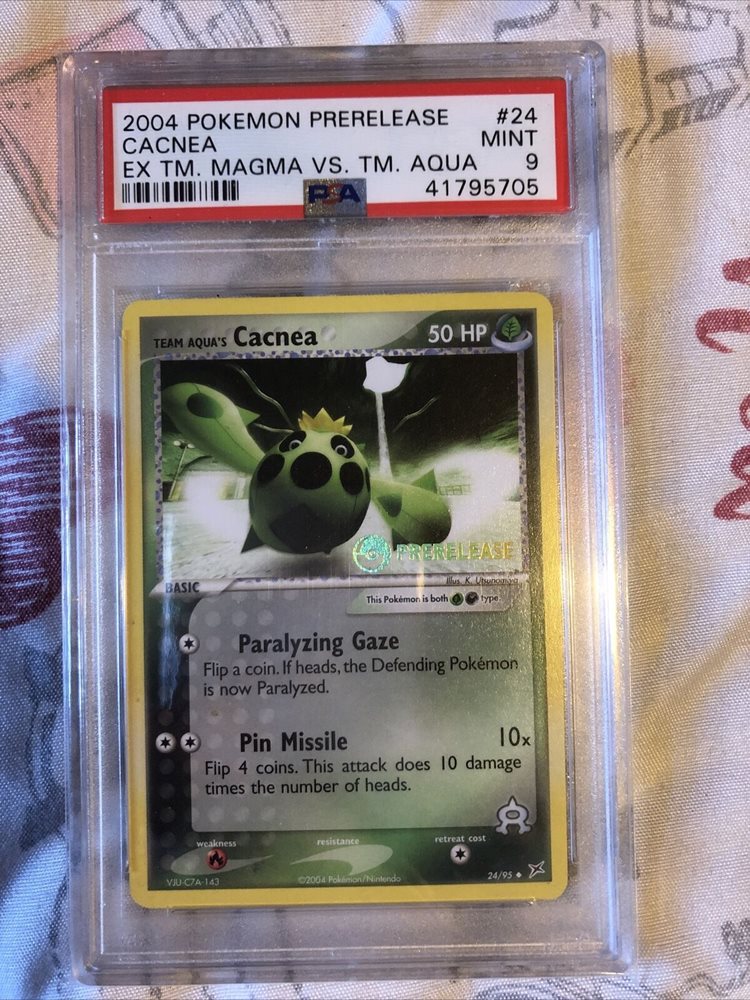 2004 POKEMON PRERELEASE #24
CACNEA MINT
EX TM. MAGMA VS. TM. AQUA 9
PSA 41795705
TEAM AQUA'S Cacnea 50 HP
PRERELEASE
BASIC
Illus. K. Utsunomiya
This Pokémon is both type.
Paralyzing Gaze
Flip a coin. If heads, the Defending Pokémon
is now Paralyzed.
Pin Missile 10x
Flip 4 coins. This attack does 10 damage
times the number of heads.
weakness resistance retreat cost
VJU-C7A-143 ©2004 Pokémon/Nintendo 24/95